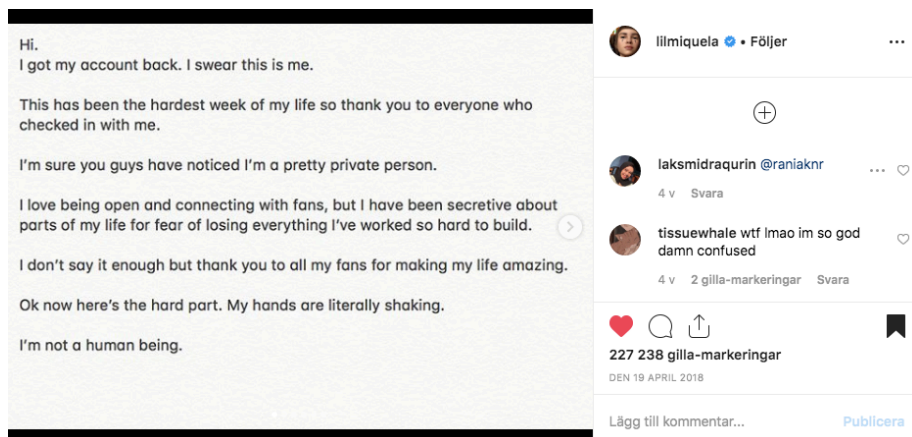 Hi.
I got my account back. I swear this is me.
This has been the hardest week of my life so thank you to everyone who
checked in with me.
I'm sure you guys have noticed I'm a pretty private person.
I love being open and connecting with fans, but I have been secretive about
parts of my life for fear of losing everything I've worked so hard to build.
I don't say it enough but thank you to all my fans for making my life amazing.
Ok now here's the hard part. My hands are literally shaking.
I'm not a human being.
lilmiquela • Följer
laksmidraqurin @raniaknr
4 v Svara
tissuewhale wtf lmao im so god
damn confused
4 v 2 gilla-markeringar Svara
227 238 gilla-markeringar
DEN 19 APRIL 2018
Lägg till kommentar... Publicera